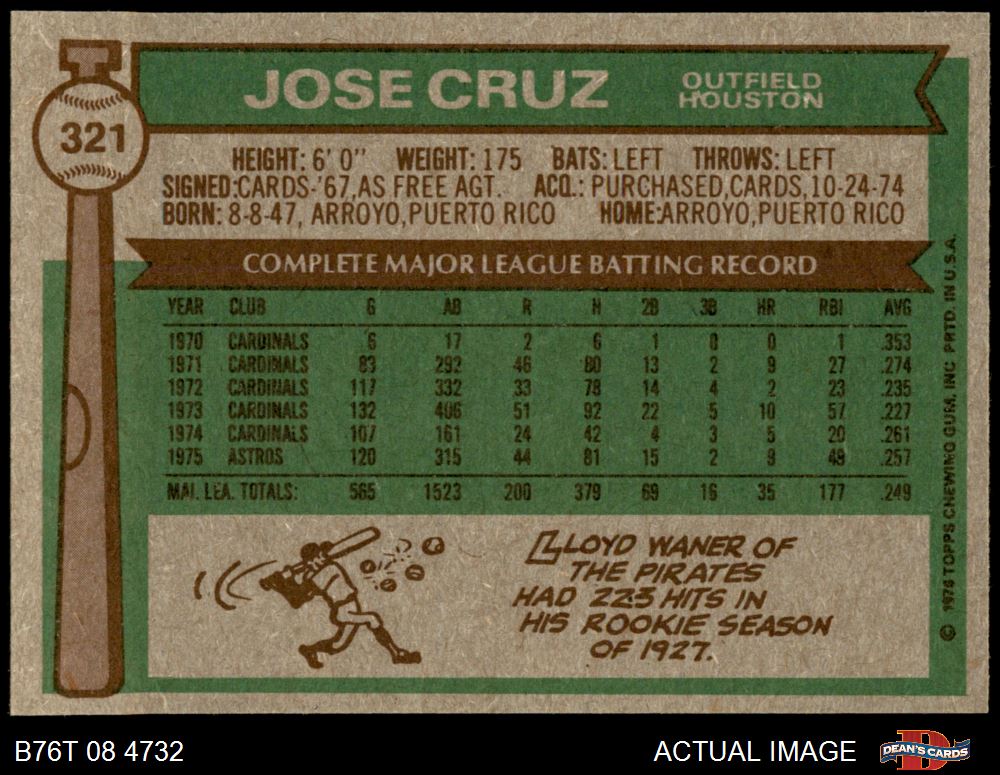 JOSE CRUZ OUTFIELD HOUSTON
321
HEIGHT: 6' 0" WEIGHT: 175 BATS: LEFT THROWS: LEFT
SIGNED:CARDS-'67,AS FREE AGT. ACQ.: PURCHASED,CARDS,10-24-74
BORN: 8-8-47, ARROYO,PUERTO RICO HOME:ARROYO,PUERTO RICO
COMPLETE MAJOR LEAGUE BATTING RECORD
YEAR CLUB G AB R H 2B 3B HR RBI AVG
1970 CARDINALS 6 17 2 6 1 0 0 1 .353
1971 CARDINALS 83 292 46 80 13 2 9 27 .274
1972 CARDINALS 117 332 33 78 14 4 2 23 .235
1973 CARDINALS 132 406 51 92 22 5 10 57 .227
1974 CARDINALS 107 161 24 42 4 3 5 20 .261
1975 ASTROS 120 315 44 81 15 2 9 49 .257
MAJ. LEA. TOTALS: 565 1523 200 379 69 16 35 177 .249
LLOYD WANER OF
THE PIRATES
HAD 223 HITS IN
HIS ROOKIE SEASON
OF 1927.
© 1976 TOPPS CHEWING GUM, INC PRTD. IN U.S.A.
B76T 08 4732 ACTUAL IMAGE DEAN'S CARDS